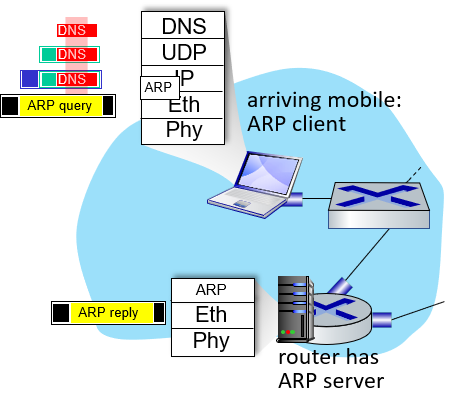 DNS
DNS
DNS
ARP query
DNS
UDP
IP
ARP
Eth
Phy
arriving mobile:
ARP client
ARP reply
ARP
Eth
Phy
router has
ARP server